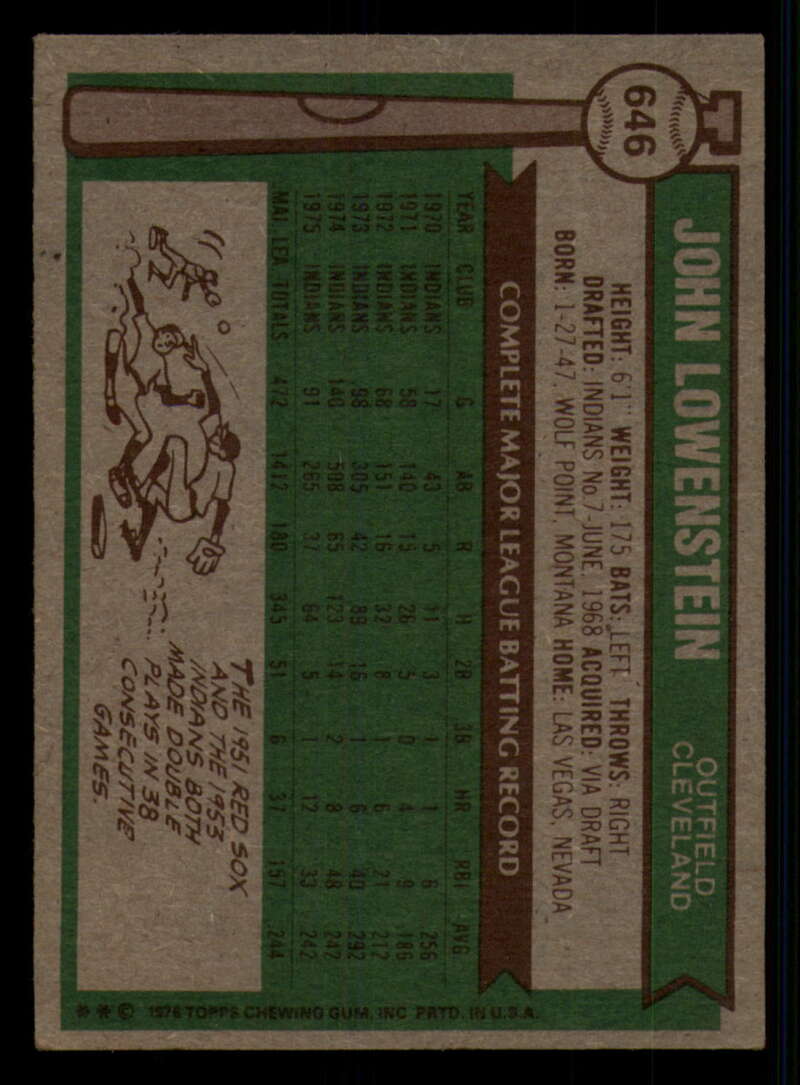 646
JOHN LOWENSTEIN
OUTFIELD
CLEVELAND
HEIGHT: 6'1" WEIGHT: 175 BATS: LEFT THROWS: RIGHT
DRAFTED: INDIANS No.7-JUNE, 1968 ACQUIRED: VIA DRAFT
BORN: 1-27-47, WOLF POINT, MONTANA HOME: LAS VEGAS, NEVADA
COMPLETE MAJOR LEAGUE BATTING RECORD
YEAR CLUB G AB R H 2B 3B HR RBI AVG
1970 INDIANS 17 43 5 11 3 1 1 6 256
1971 INDIANS 58 140 15 26 5 0 4 9 186
1972 INDIANS 68 151 16 32 8 1 6 21 212
1973 INDIANS 98 305 42 89 16 1 6 40 292
1974 INDIANS 140 508 65 123 14 2 8 48 242
1975 INDIANS 91 265 37 64 5 1 12 33 242
MAJ LEA TOTALS 472 1412 180 345 51 6 37 157 244
THE 1951 RED SOX
AND THE 1953
INDIANS BOTH
MADE DOUBLE
PLAYS IN 38
CONSECUTIVE
GAMES.
** © 1976 TOPPS CHEWING GUM, INC PRTD. IN U.S.A.